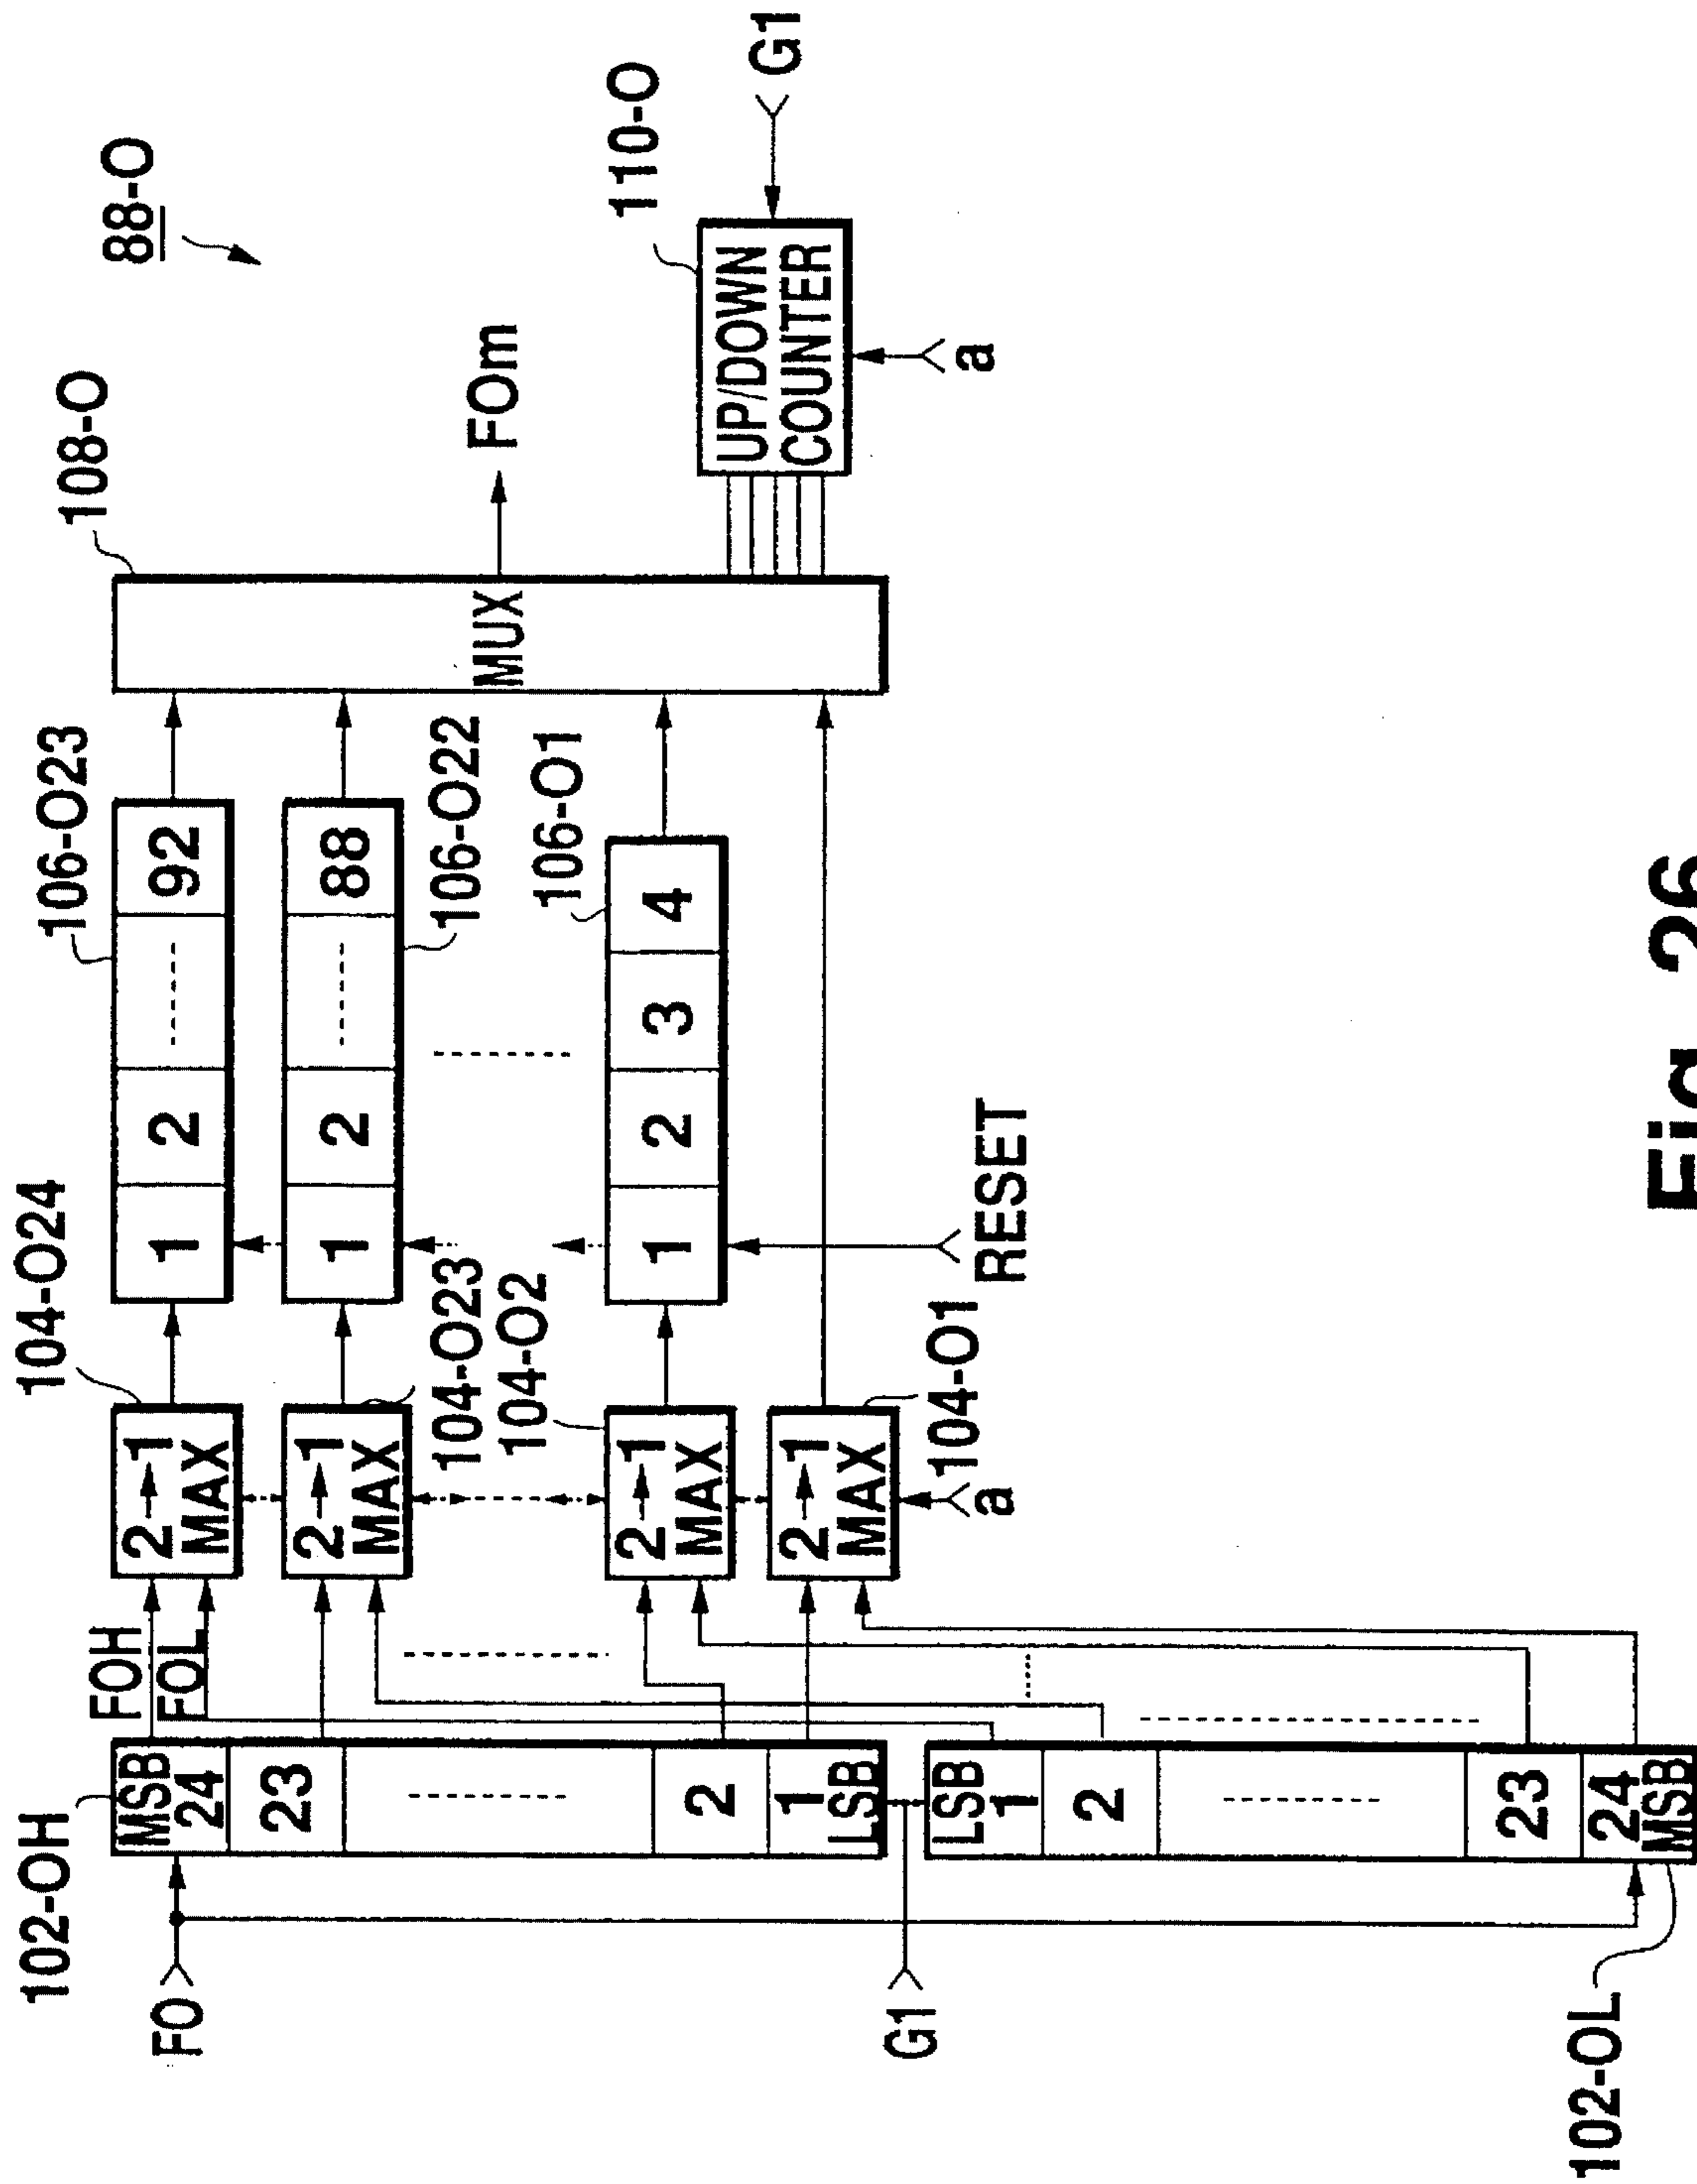 88-O
102-OH
MSB
24
23
2
1
LSB
FO
G1
LSB
1
2
23
24
MSB
102-OL
FOH
FOL
104-O24
2→1
MAX
2→1
MAX
104-O23
104-O2
2→1
MAX
2→1
MAX
104-O1
a
106-O23
1
2
92
1
2
88
106-O22
106-O1
1
2
3
4
RESET
108-O
MUX
FOm
110-O
UP/DOWN
COUNTER
G1
a
Fig. 26